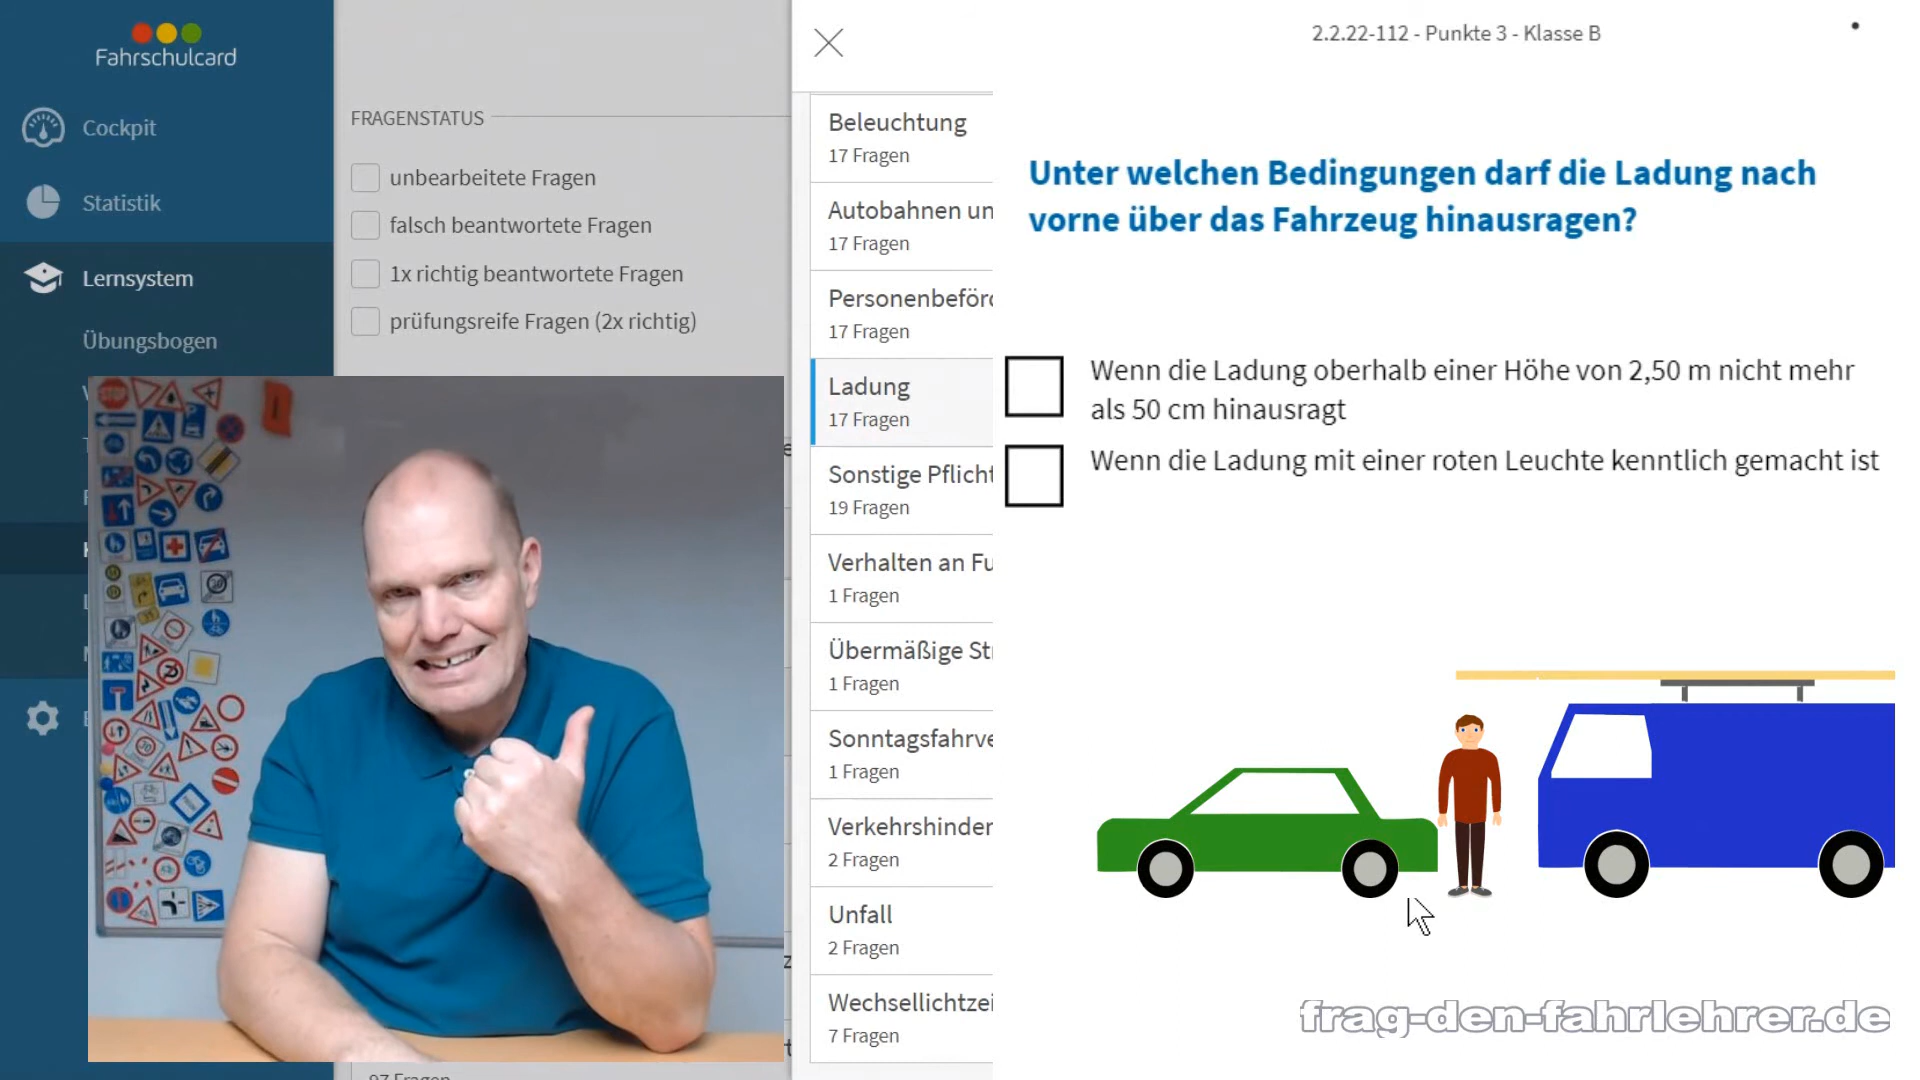 Fahrschulcard
Cockpit
Statistik
Lernsystem
Übungsbogen
FRAGENSTATUS
unbearbeitete Fragen
falsch beantwortete Fragen
1x richtig beantwortete Fragen
prüfungsreife Fragen (2x richtig)
97 Fragen
Beleuchtung
17 Fragen
Autobahnen un
17 Fragen
Personenbeförd
17 Fragen
Ladung
17 Fragen
Sonstige Pflicht
19 Fragen
Verhalten an Fu
1 Fragen
Übermäßige St
1 Fragen
Sonntagsfahrve
1 Fragen
Verkehrshinder
2 Fragen
Unfall
2 Fragen
Wechsellichtzei
7 Fragen
2.2.22-112 - Punkte 3 - Klasse B
Unter welchen Bedingungen darf die Ladung nach
vorne über das Fahrzeug hinausragen?
Wenn die Ladung oberhalb einer Höhe von 2,50 m nicht mehr
als 50 cm hinausragt
Wenn die Ladung mit einer roten Leuchte kenntlich gemacht ist
frag-den-fahrlehrer.de